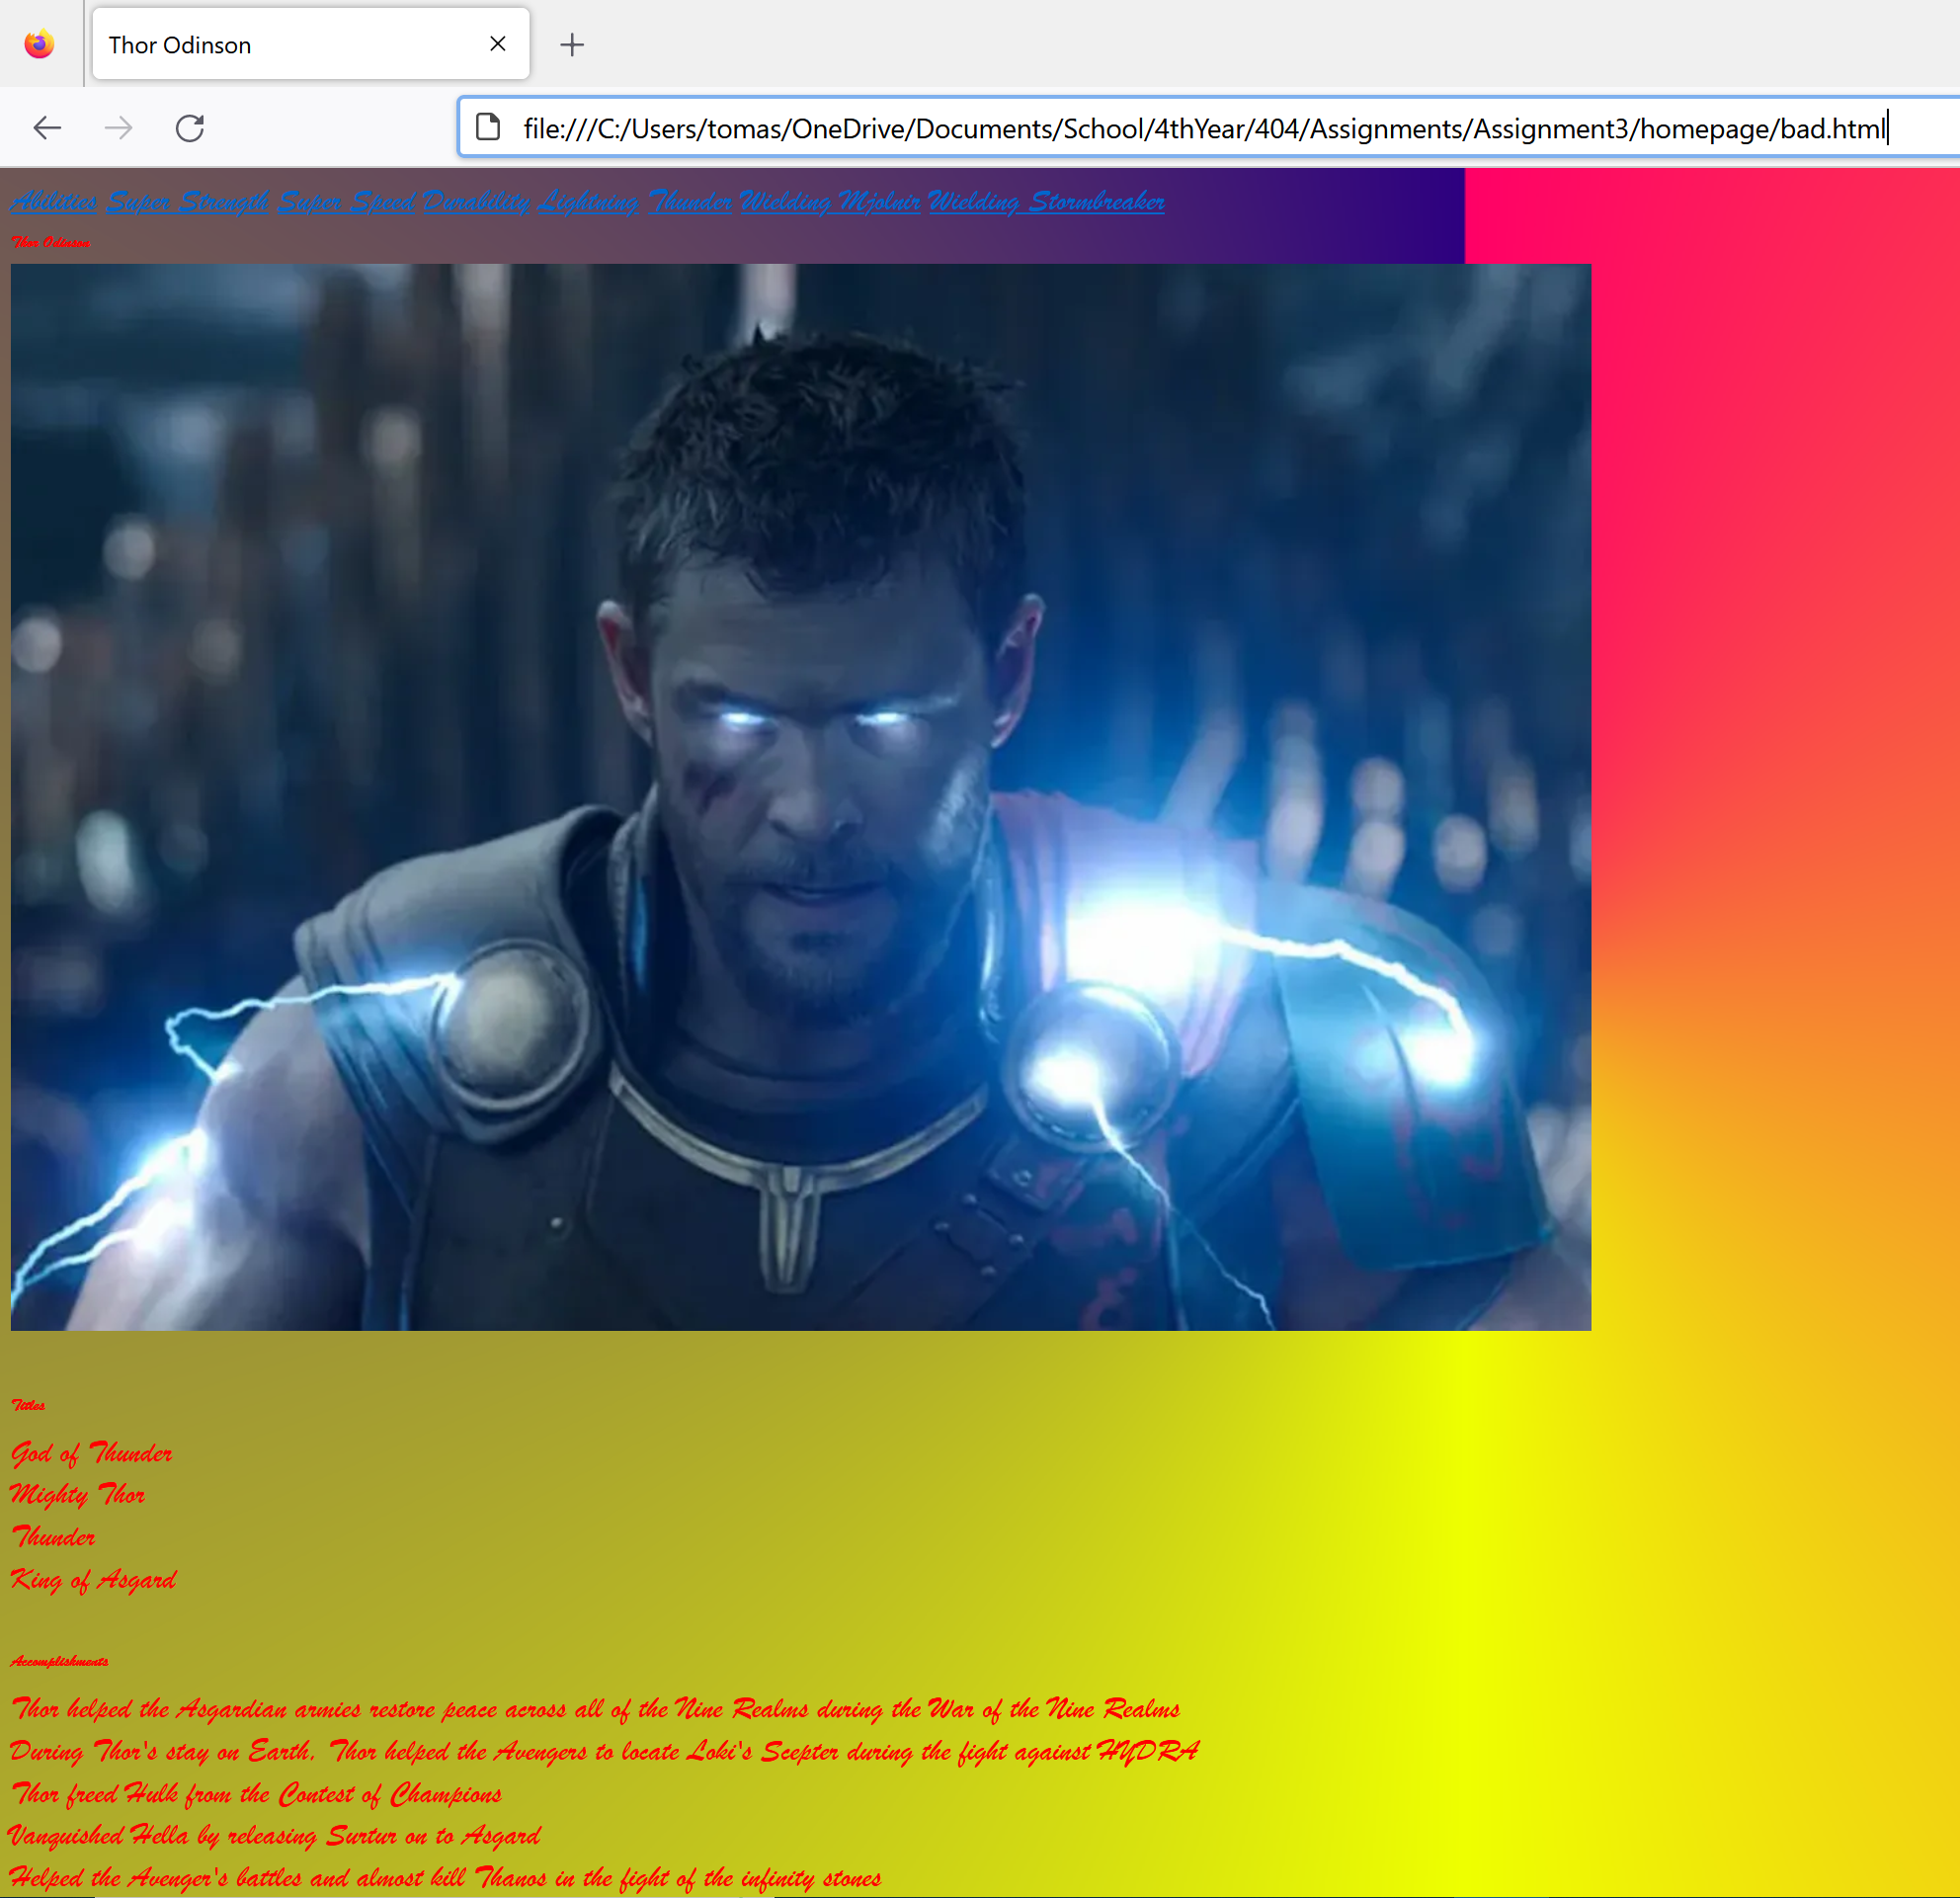 Thor Odinson
file:///C:/Users/tomas/OneDrive/Documents/School/4thYear/404/Assignments/Assignment3/homepage/bad.html
Abilities Super Strength Super Speed Durability Lightning Thunder Wielding Mjolnir Wielding Stormbreaker
Thor Odinson
Titles
God of Thunder
Mighty Thor
Thunder
King of Asgard
Accomplishments
Thor helped the Asgardian armies restore peace across all of the Nine Realms during the War of the Nine Realms
During Thor's stay on Earth, Thor helped the Avengers to locate Loki's Scepter during the fight against HYDRA
Thor freed Hulk from the Contest of Champions
Vanquished Hella by releasing Surtur on to Asgard
Helped the Avenger's battles and almost kill Thanos in the fight of the infinity stones